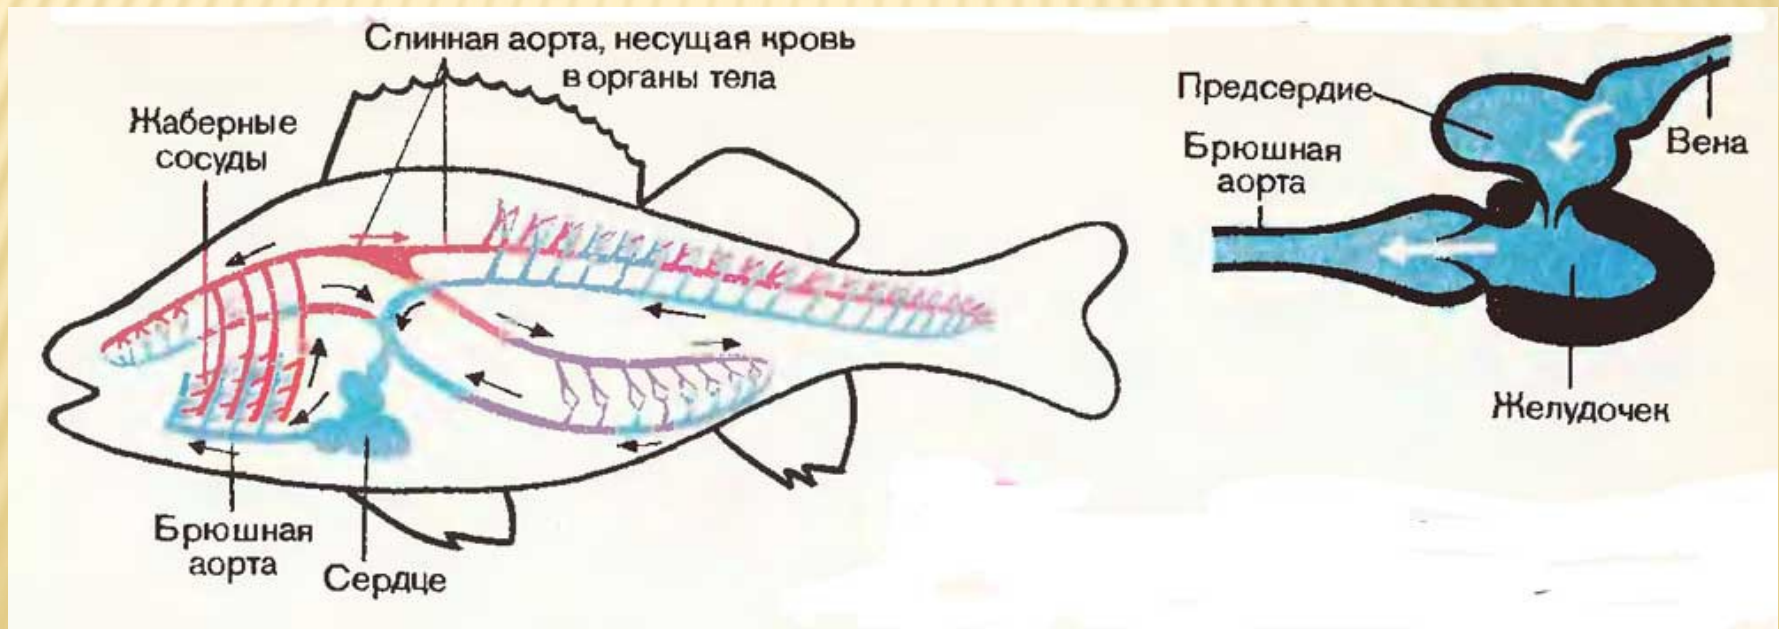 Спинная аорта, несущая кровь
в органы тела
Жаберные
сосуды
Брюшная
аорта
Сердце
Предсердие
Брюшная
аорта
Вена
Желудочек